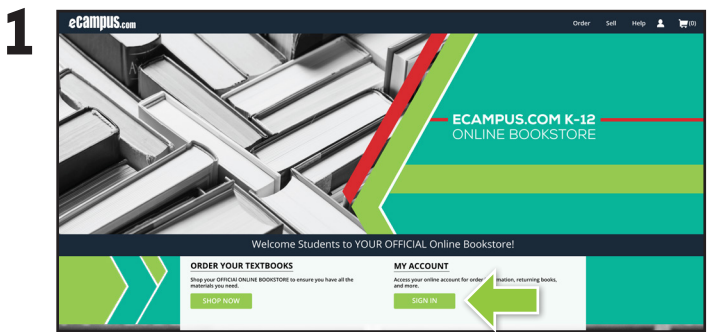 1
ecampus.com
Order Sell Help (0)
ECAMPUS.COM K-12
ONLINE BOOKSTORE
Welcome Students to YOUR OFFICIAL Online Bookstore!
ORDER YOUR TEXTBOOKS
Shop your OFFICIAL ONLINE BOOKSTORE to ensure you have all the
materials you need.
SHOP NOW
MY ACCOUNT
Access your online account for order mation, returning books,
and more.
SIGN IN